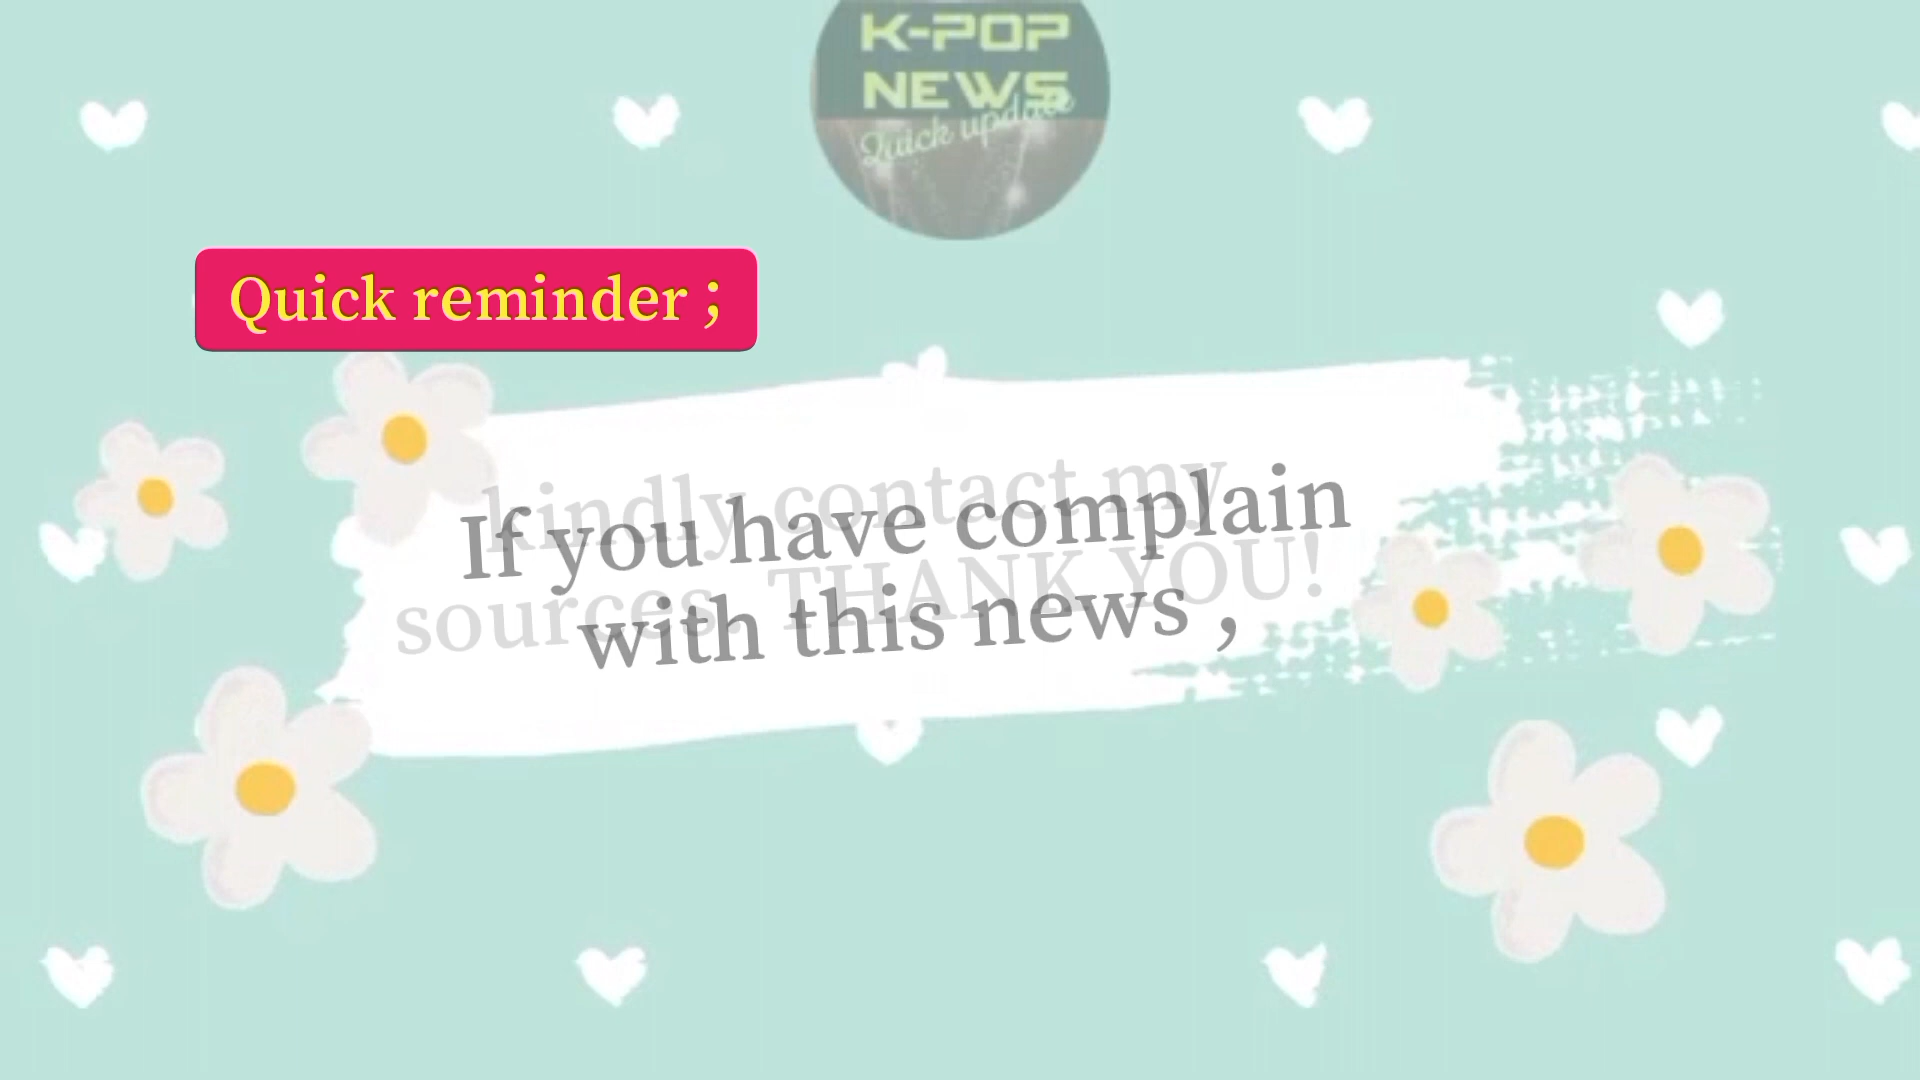 K-POP
NEWS
Quick update
Quick reminder ;
If you have complain
with this news ,
kindly contact my
sources. THANK YOU!